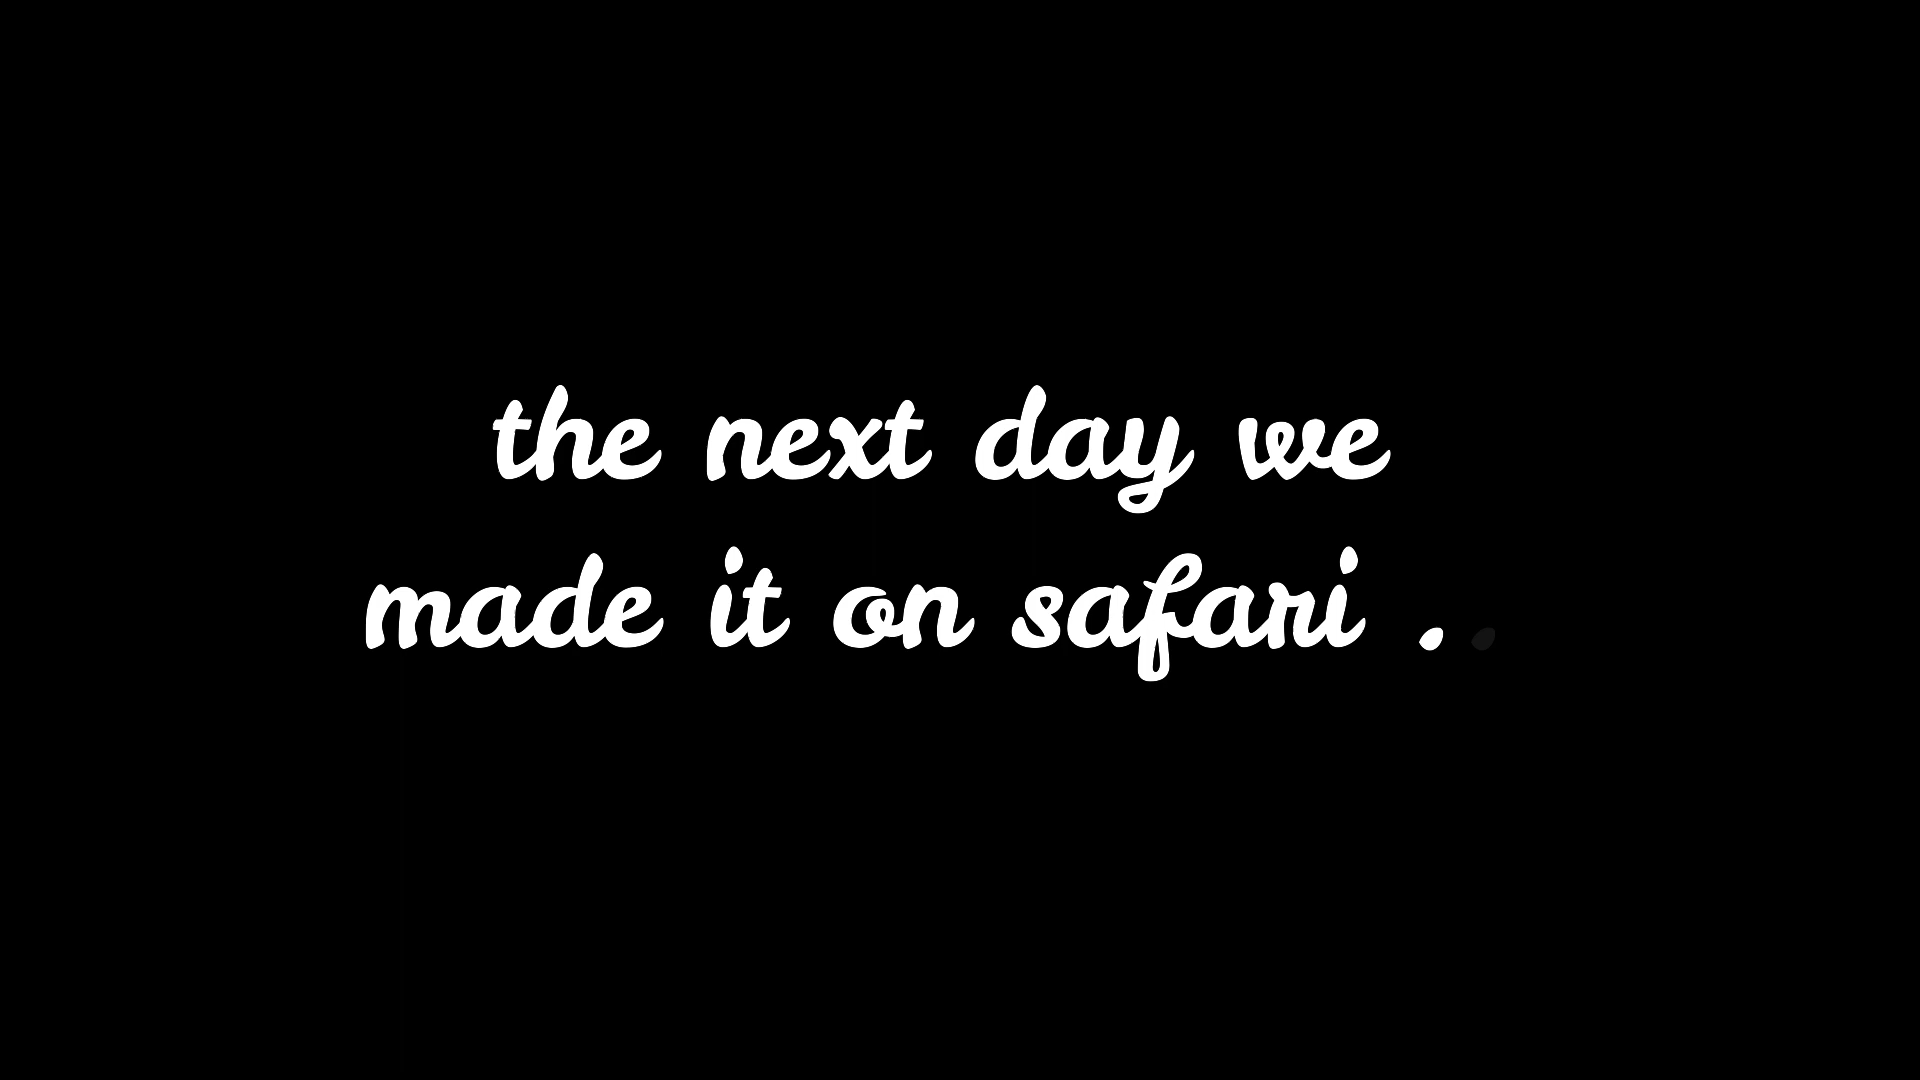 the next day we
made it on safari . .